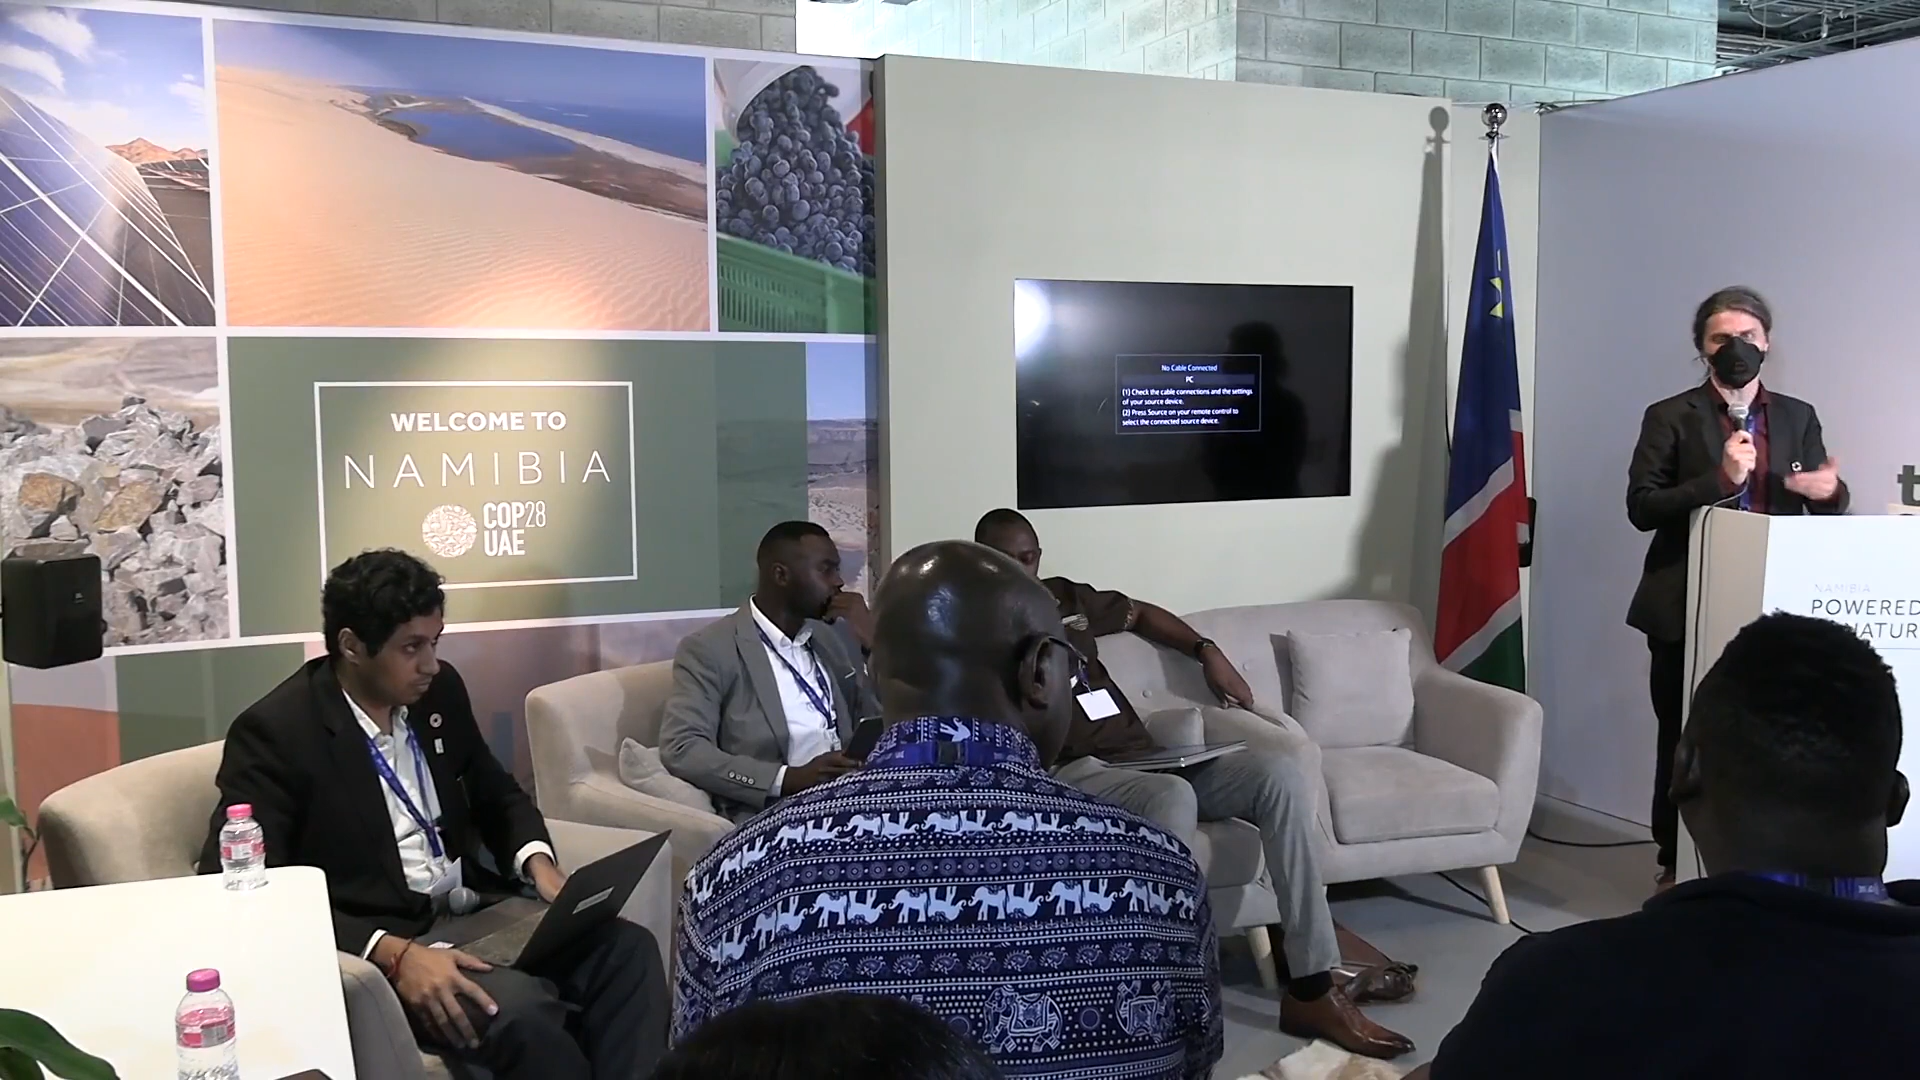 WELCOME TO
NAMIBIA
COP28
UAE
No Cable Connected
PC
(1) Check the cable connections and the settings
of your source device.
(2) Press Source on your remote control to
select the connected source device.
t
NAMIBIA
POWERED
NATUR